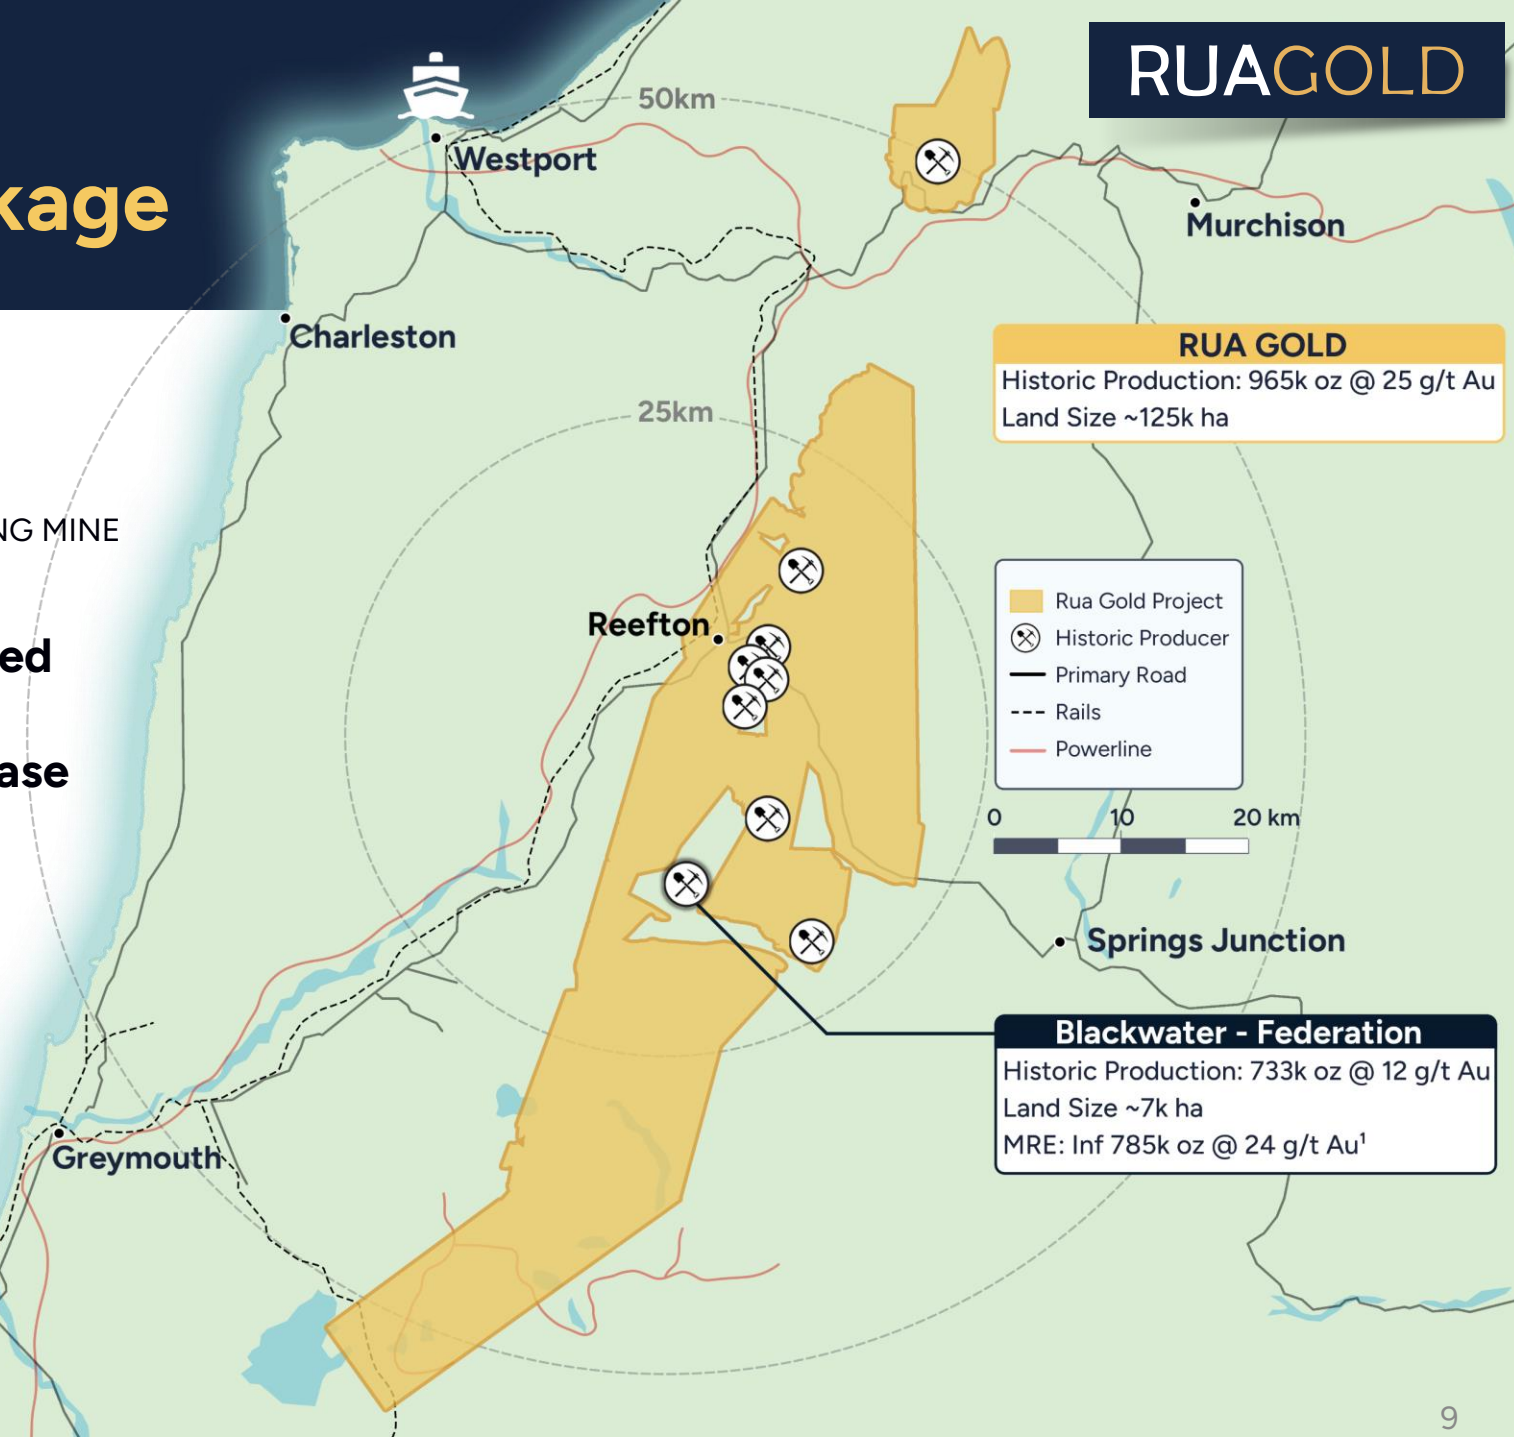 RUAGOLD
50km
Westport
kage
Murchison
Charleston
RUA GOLD
Historic Production: 965k oz @ 25 g/t Au
Land Size ~125k ha
25km
NG MINE
Rua Gold Project
Historic Producer
Primary Road
Rails
Powerline
Reefton
ed
ase
0 10 20 km
Springs Junction
Blackwater - Federation
Historic Production: 733k oz @ 12 g/t Au
Land Size ~7k ha
MRE: Inf 785k oz @ 24 g/t Au¹
Greymouth
9